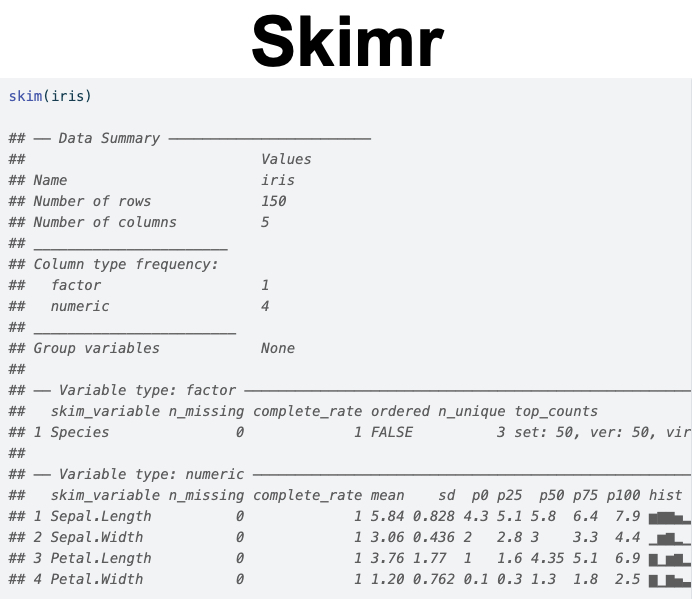 Skimr
skim(iris)
## ── Data Summary ────────────────────────
##                            Values
## Name                       iris
## Number of rows             150
## Number of columns          5
## _______________________
## Column type frequency:
##   factor                   1
##   numeric                  4
## ________________________
## Group variables            None
##
## ── Variable type: factor ──────────────────────────────────────────────────────
##   skim_variable n_missing complete_rate ordered n_unique top_counts
## 1 Species               0             1 FALSE          3 set: 50, ver: 50, vir
##
## ── Variable type: numeric ─────────────────────────────────────────────────────
##   skim_variable n_missing complete_rate mean    sd  p0 p25  p50 p75 p100 hist
## 1 Sepal.Length          0             1 5.84 0.828 4.3 5.1 5.8  6.4  7.9 ▆▇▇▅▂
## 2 Sepal.Width           0             1 3.06 0.436 2   2.8 3    3.3  4.4 ▁▆▇▂▁
## 3 Petal.Length          0             1 3.76 1.77  1   1.6 4.35 5.1  6.9 ▇▁▆▇▂
## 4 Petal.Width           0             1 1.20 0.762 0.1 0.3 1.3  1.8  2.5 ▇▁▇▅▃